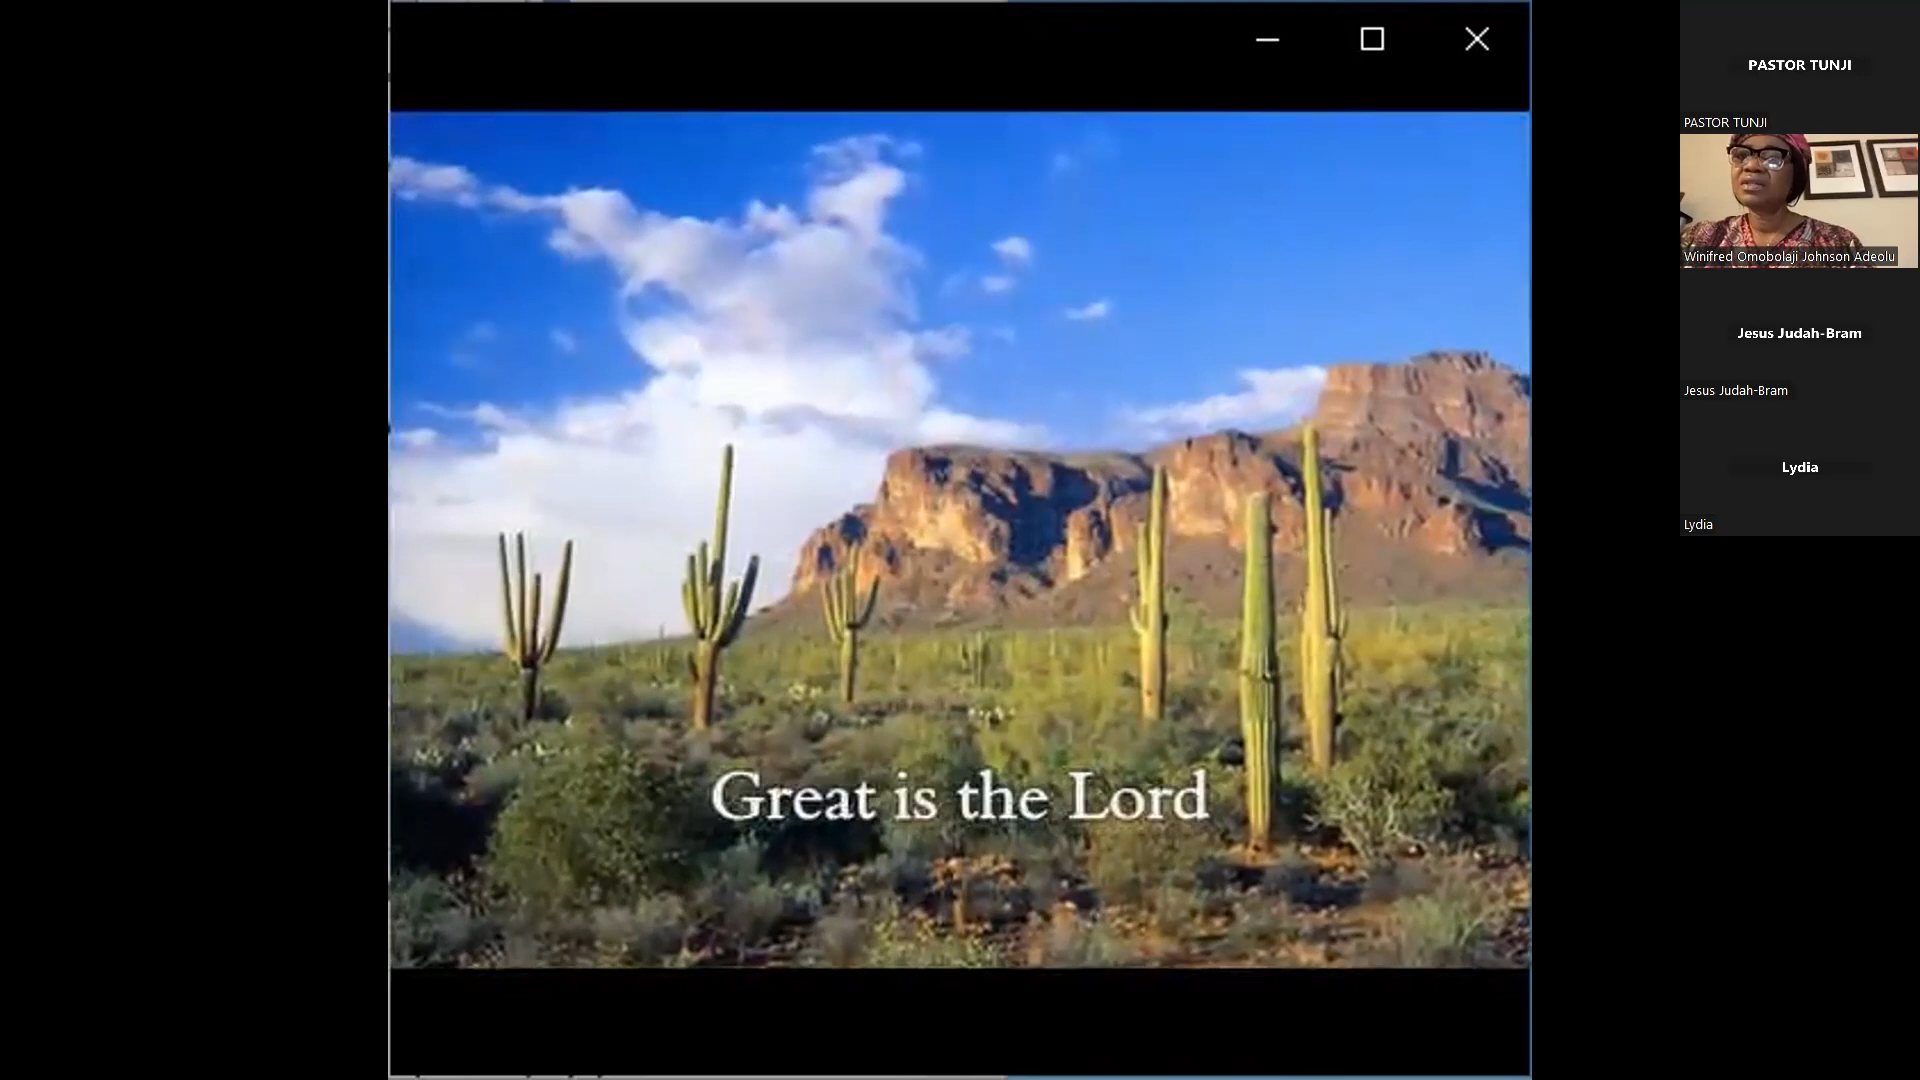 PASTOR TUNJI
PASTOR TUNJI
Winifred Omobolaji Johnson Adeolu
Jesus Judah-Bram
Jesus Judah-Bram
Lydia
Lydia
Great is the Lord